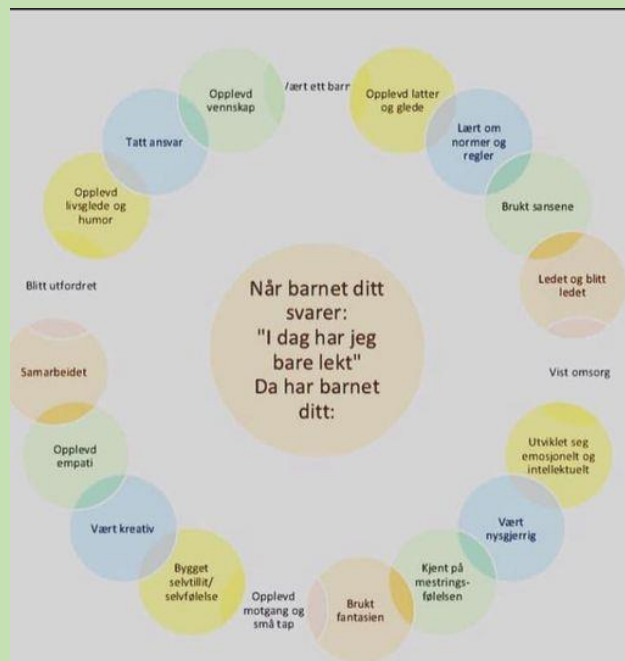 Når barnet ditt
svarer:
"I dag har jeg
bare lekt"
Da har barnet
ditt:
ært ett barr
Opplevd latter
og glede
Lært om
normer og
regler
Brukt sansene
Ledet og blitt
ledet
Vist omsorg
Utviklet seg
emosjonelt og
intellektuelt
Vært
nysgjerrig
Kjent på
mestrings-
følelsen
Brukt
fantasien
Opplevd
motgang og
små tap
Bygget
selvtillit/
selvfølelse
Vært kreativ
Opplevd
empati
Samarbeidet
Blitt utfordret
Opplevd
livsglede og
humor
Tatt ansvar
Opplevd
vennskap